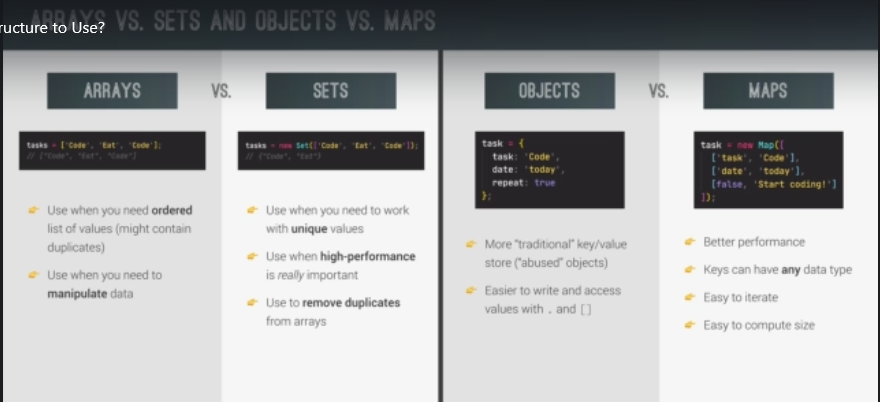 ARRAYS VS. SETS AND OBJECTS VS. MAPS
ructure to Use?
ARRAYS
VS.
SETS
tasks = ['Code', 'Eat', 'Code'];
// ["Code", "Eat", "Code"]
tasks = new Set(['Code', 'Eat', 'Code']);
// {"Code", "Eat"}
Use when you need ordered
list of values (might contain
duplicates)
Use when you need to
manipulate data
Use when you need to work
with unique values
Use when high-performance
is really important
Use to remove duplicates
from arrays
OBJECTS
VS.
MAPS
task = {
task: 'Code',
date: 'today',
repeat: true
};
task = new Map([
['task', 'Code'],
['date', 'today'],
[false, 'Start coding!']
]);
More "traditional" key/value
store ("abused" objects)
Easier to write and access
values with . and []
Better performance
Keys can have any data type
Easy to iterate
Easy to compute size